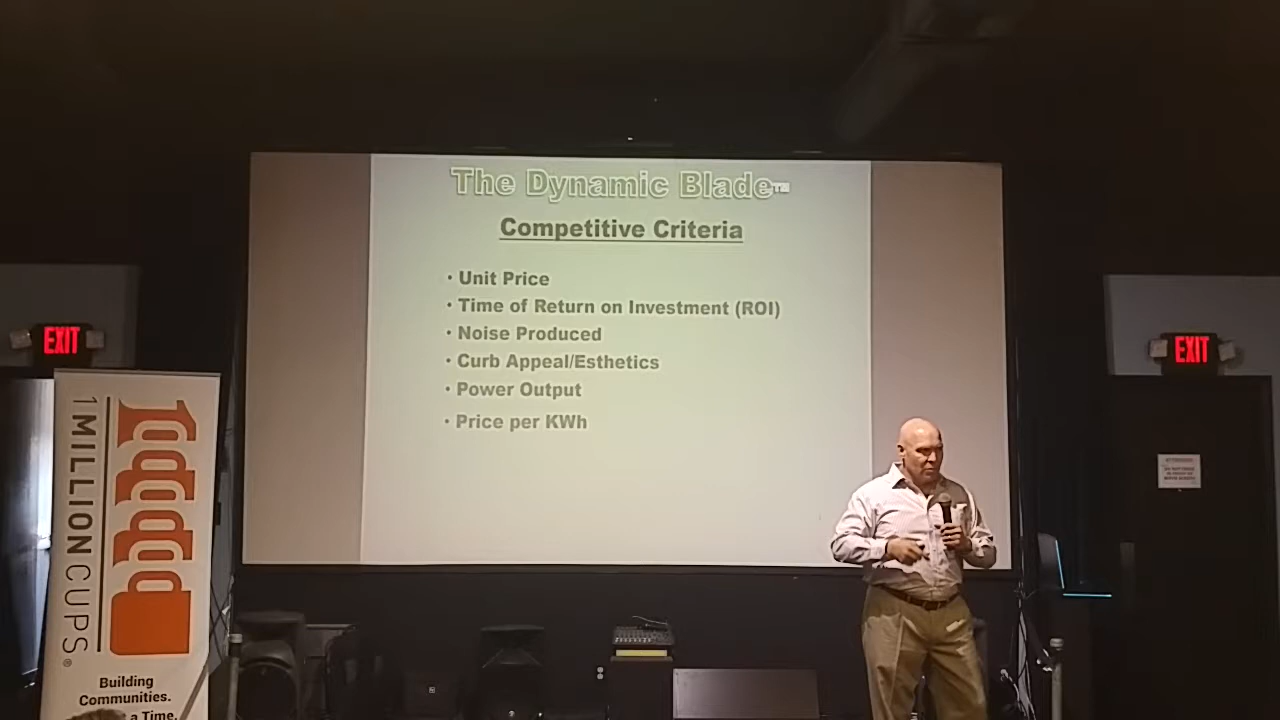 The Dynamic Blade™
Competitive Criteria
• Unit Price
• Time of Return on Investment (ROI)
• Noise Produced
• Curb Appeal/Esthetics
• Power Output
• Price per KWh
EXIT
EXIT
1 MILLION CUPS®
Building
Communities.
a Time.